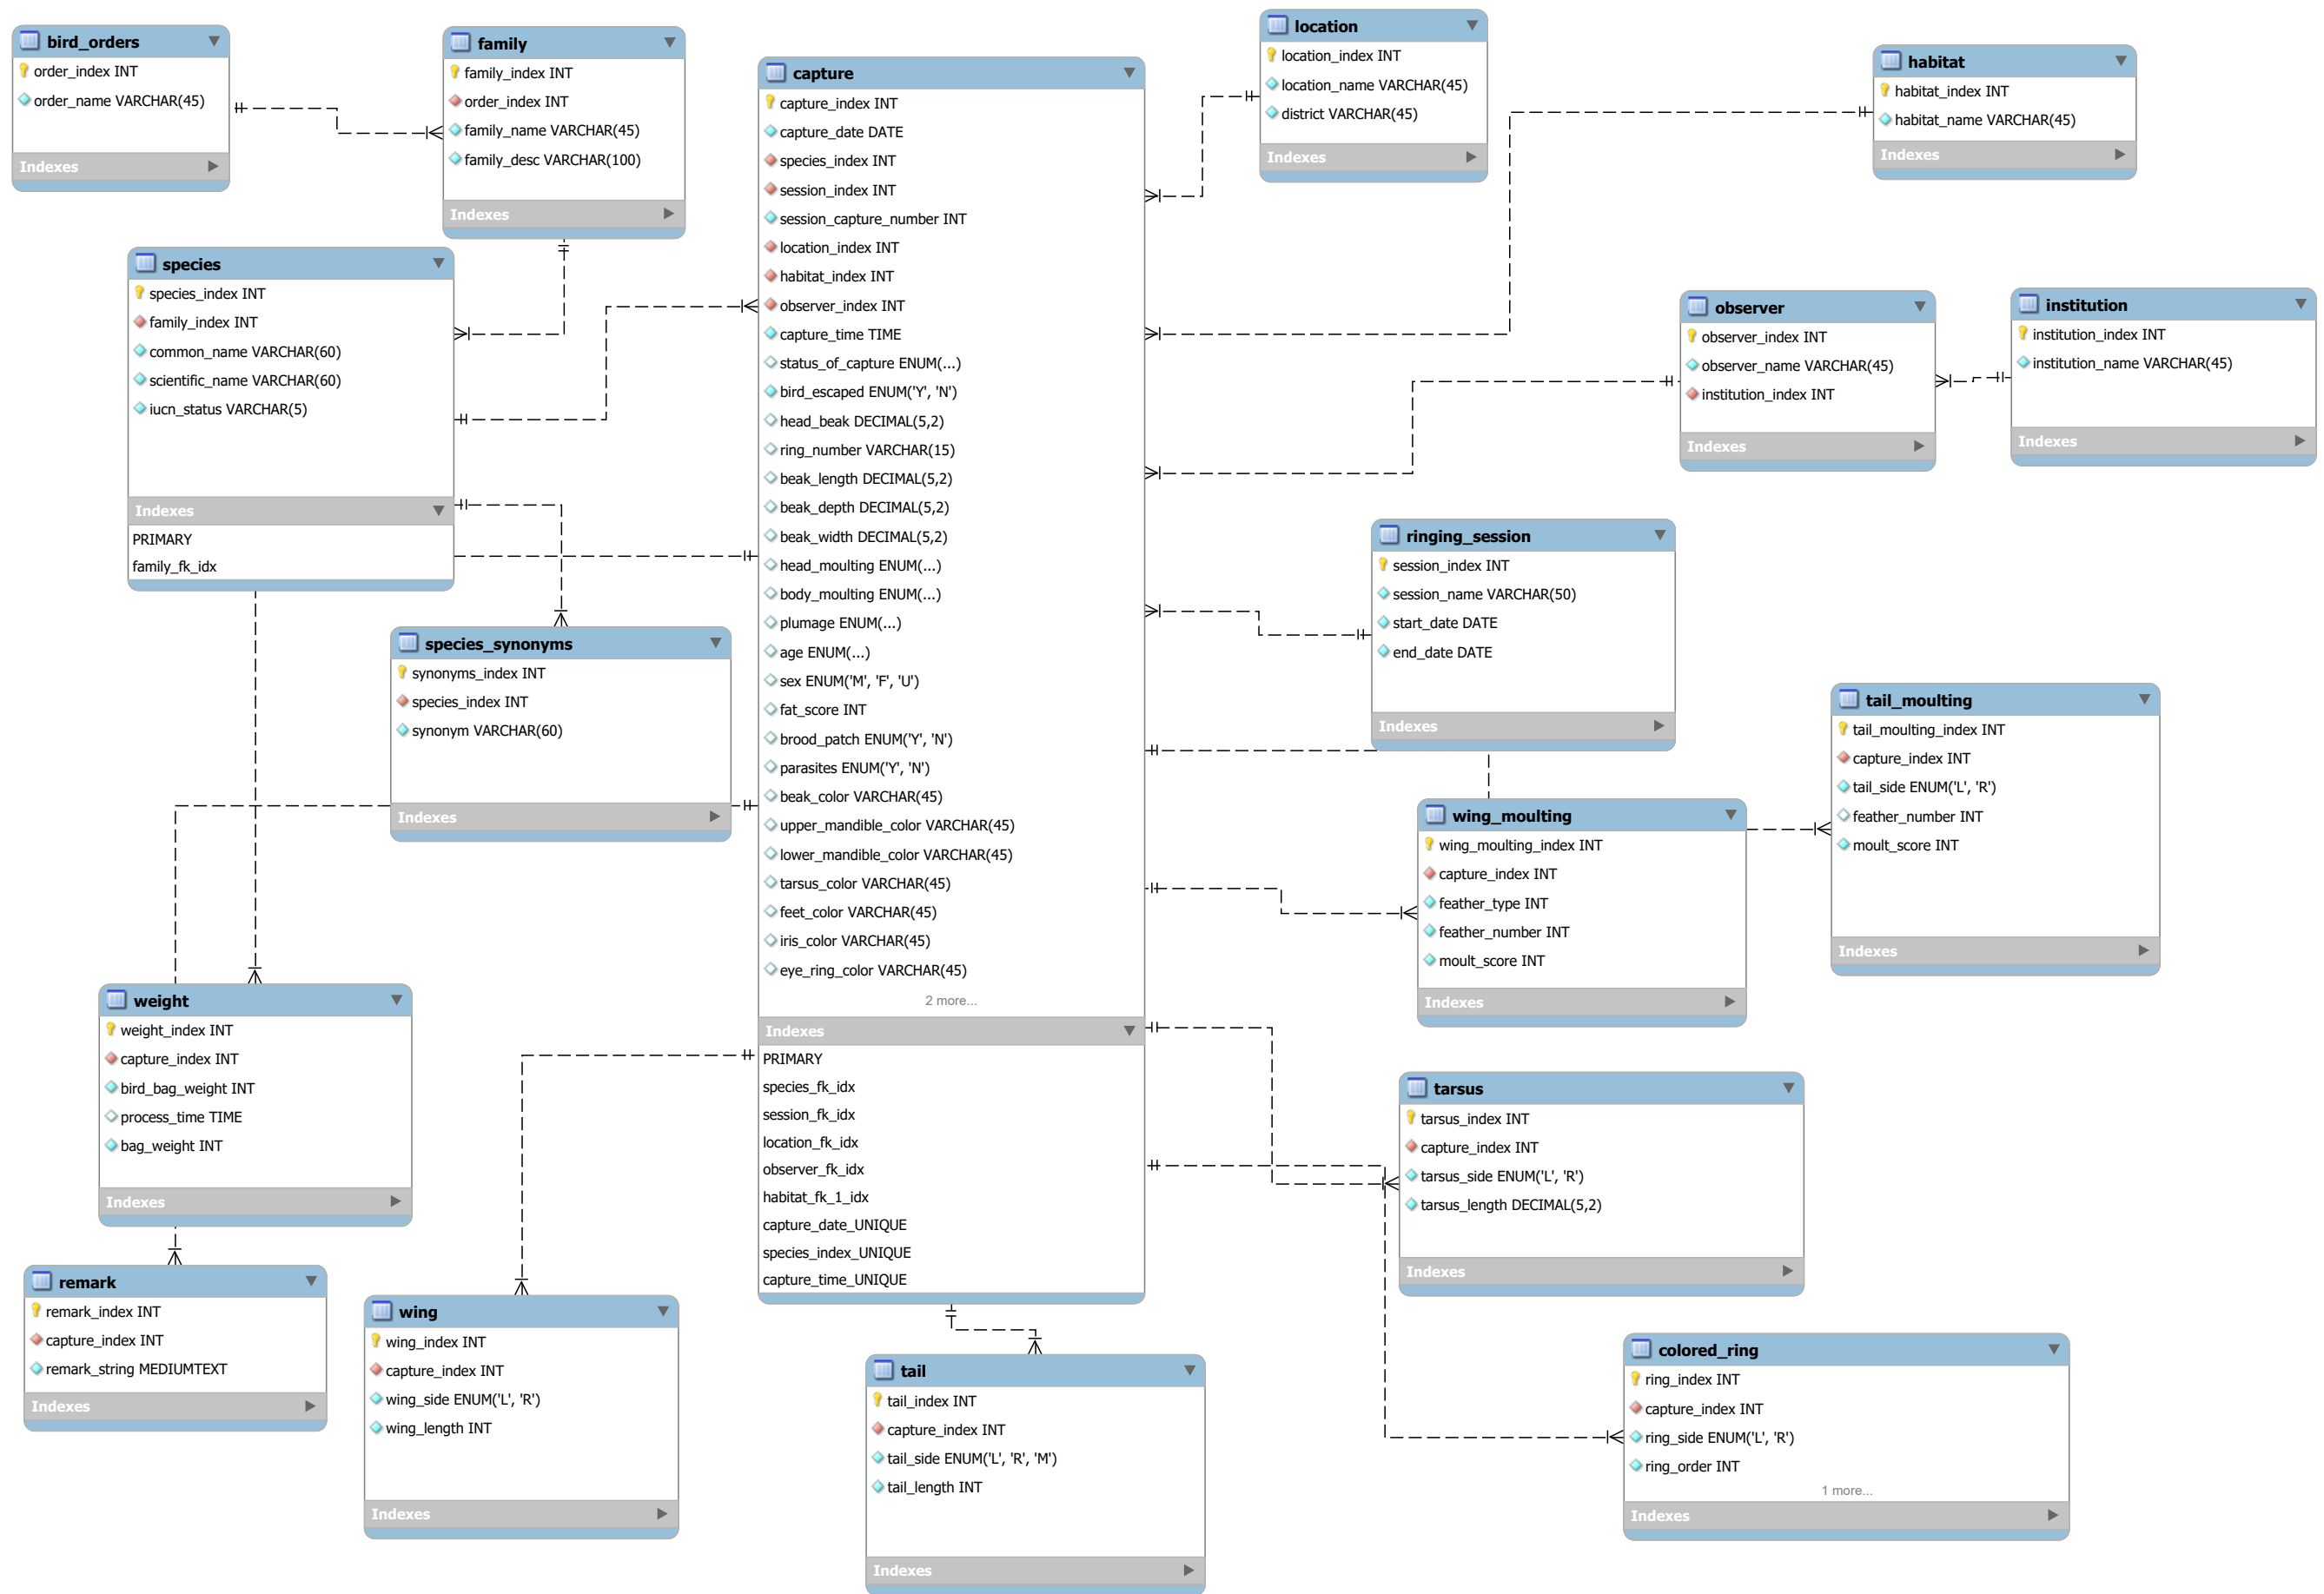 bird_orders
order_index INT
order_name VARCHAR(45)
Indexes
family
family_index INT
order_index INT
family_name VARCHAR(45)
family_desc VARCHAR(100)
Indexes
species
species_index INT
family_index INT
common_name VARCHAR(60)
scientific_name VARCHAR(60)
iucn_status VARCHAR(5)
Indexes
PRIMARY
family_fk_idx
species_synonyms
synonyms_index INT
species_index INT
synonym VARCHAR(60)
Indexes
weight
weight_index INT
capture_index INT
bird_bag_weight INT
process_time TIME
bag_weight INT
Indexes
remark
remark_index INT
capture_index INT
remark_string MEDIUMTEXT
Indexes
wing
wing_index INT
capture_index INT
wing_side ENUM('L', 'R')
wing_length INT
Indexes
capture
capture_index INT
capture_date DATE
species_index INT
session_index INT
session_capture_number INT
location_index INT
habitat_index INT
observer_index INT
capture_time TIME
status_of_capture ENUM(...)
bird_escaped ENUM('Y', 'N')
head_beak DECIMAL(5,2)
ring_number VARCHAR(15)
beak_length DECIMAL(5,2)
beak_depth DECIMAL(5,2)
beak_width DECIMAL(5,2)
head_moulting ENUM(...)
body_moulting ENUM(...)
plumage ENUM(...)
age ENUM(...)
sex ENUM('M', 'F', 'U')
fat_score INT
brood_patch ENUM('Y', 'N')
parasites ENUM('Y', 'N')
beak_color VARCHAR(45)
upper_mandible_color VARCHAR(45)
lower_mandible_color VARCHAR(45)
tarsus_color VARCHAR(45)
feet_color VARCHAR(45)
iris_color VARCHAR(45)
eye_ring_color VARCHAR(45)
2 more...
Indexes
PRIMARY
species_fk_idx
session_fk_idx
location_fk_idx
observer_fk_idx
habitat_fk_1_idx
capture_date_UNIQUE
species_index_UNIQUE
capture_time_UNIQUE
tail
tail_index INT
capture_index INT
tail_side ENUM('L', 'R', 'M')
tail_length INT
Indexes
location
location_index INT
location_name VARCHAR(45)
district VARCHAR(45)
Indexes
habitat
habitat_index INT
habitat_name VARCHAR(45)
Indexes
observer
observer_index INT
observer_name VARCHAR(45)
institution_index INT
Indexes
institution
institution_index INT
institution_name VARCHAR(45)
Indexes
ringing_session
session_index INT
session_name VARCHAR(50)
start_date DATE
end_date DATE
Indexes
tail_moulting
tail_moulting_index INT
capture_index INT
tail_side ENUM('L', 'R')
feather_number INT
moult_score INT
Indexes
wing_moulting
wing_moulting_index INT
capture_index INT
feather_type INT
feather_number INT
moult_score INT
Indexes
tarsus
tarsus_index INT
capture_index INT
tarsus_side ENUM('L', 'R')
tarsus_length DECIMAL(5,2)
Indexes
colored_ring
ring_index INT
capture_index INT
ring_side ENUM('L', 'R')
ring_order INT
1 more...
Indexes